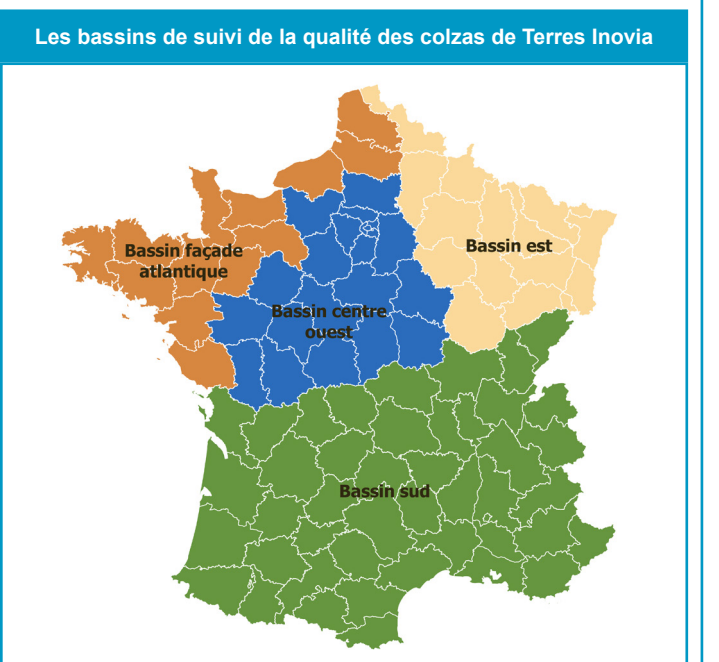 Les bassins de suivi de la qualité des colzas de Terres Inovia
Bassin façade
atlantique
Bassin est
Bassin centre
ouest
Bassin sud